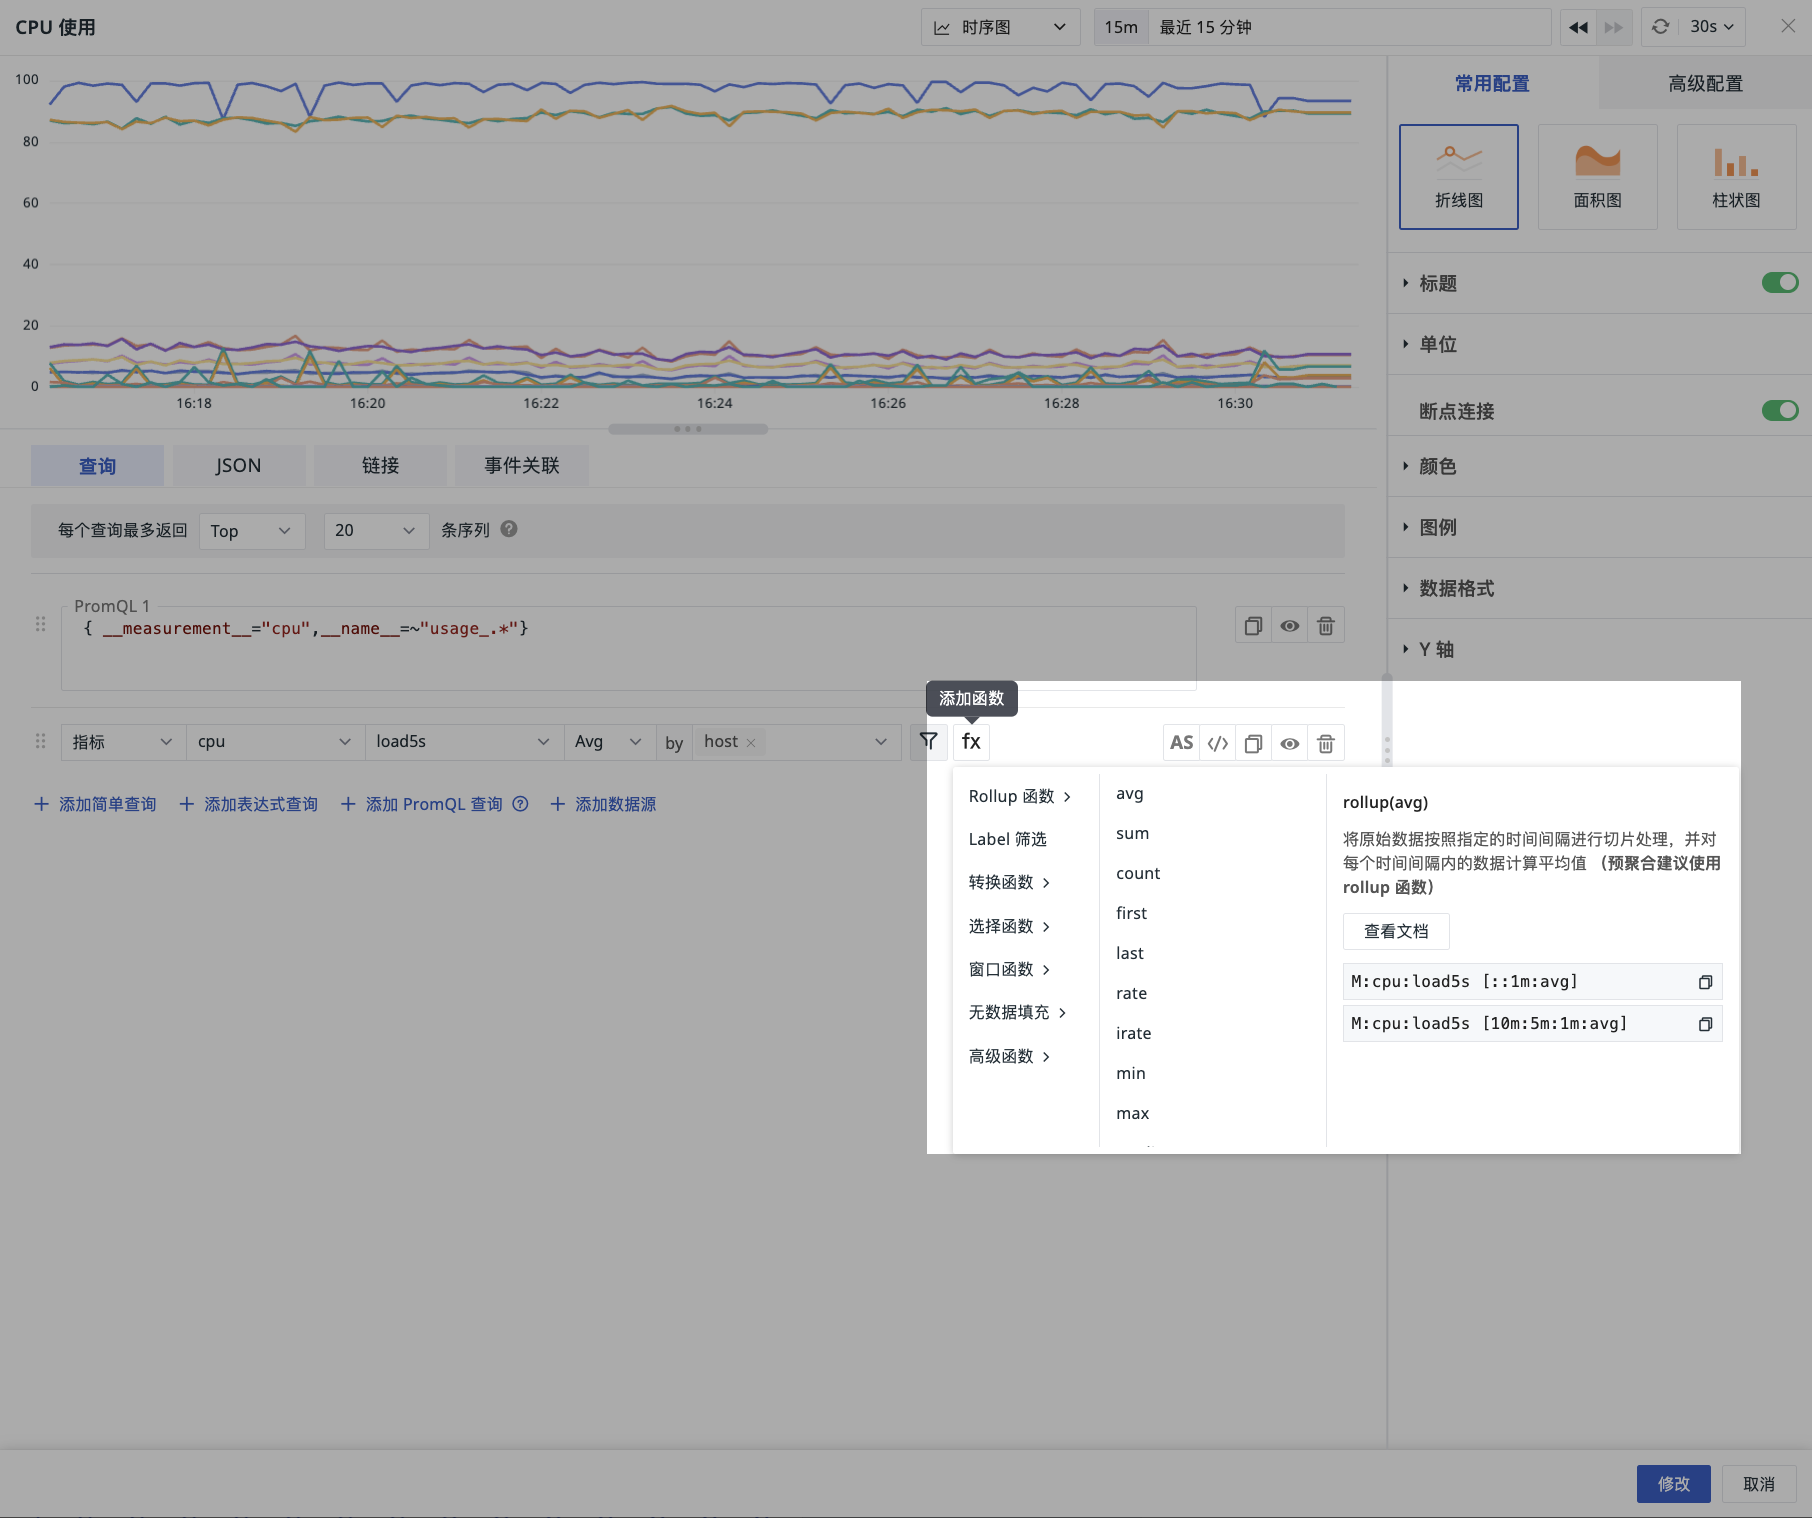 CPU 使用
时序图
15m 最近 15 分钟
30s
100
80
60
40
20
0
16:18 16:20 16:22 16:24 16:26 16:28 16:30
常用配置 高级配置
折线图 面积图 柱状图
标题
单位
断点连接
颜色
图例
数据格式
Y 轴
查询 JSON 链接 事件关联
每个查询最多返回 Top 20 条序列 ?
PromQL 1
{ __measurement__="cpu",__name__=~"usage_.*"}
添加函数
指标 cpu load5s Avg by host × fx AS </>
+ 添加简单查询 + 添加表达式查询 + 添加 PromQL 查询 ? + 添加数据源
Rollup 函数 >
Label 筛选
转换函数 >
选择函数 >
窗口函数 >
无数据填充 >
高级函数 >
avg
sum
count
first
last
rate
irate
min
max
rollup(avg)
将原始数据按照指定的时间间隔进行切片处理，并对
每个时间间隔内的数据计算平均值 （预聚合建议使用
rollup 函数）
查看文档
M:cpu:load5s [::1m:avg]
M:cpu:load5s [10m:5m:1m:avg]
修改 取消